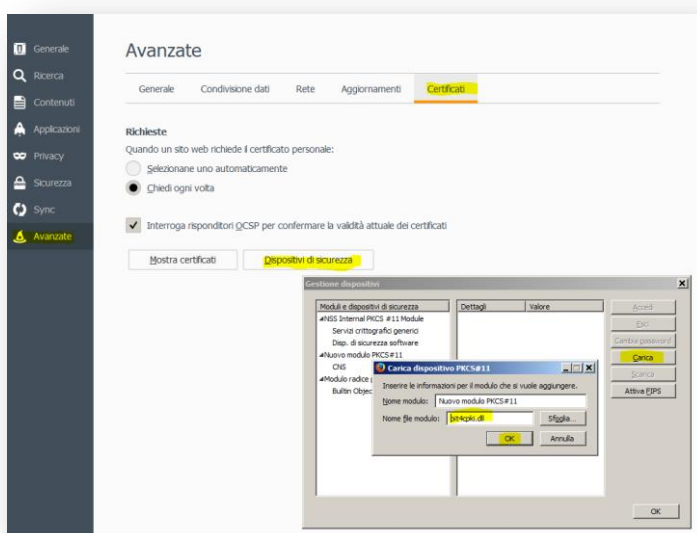 Generale
Ricerca
Contenuti
Applicazioni
Privacy
Sicurezza
Sync
Avanzate
Avanzate
Generale Condivisione dati Rete Aggiornamenti Certificati
Richieste
Quando un sito web richiede il certificato personale:
Selezionane uno automaticamente
Chiedi ogni volta
Interroga risponditori OCSP per confermare la validità attuale dei certificati
Mostra certificati Dispositivi di sicurezza
Gestione dispositivi
Moduli e dispositivi di sicurezza Dettagli Valore
NSS Internal PKCS #11 Module
Servizi crittografici generici
Disp. di sicurezza software
Nuovo modulo PKCS#11
CNS
Modulo radice
Builtin Objec
Accedi
Esci
Cambia password
Carica
Scarica
Attiva FIPS
Carica dispositivo PKCS#11
Inserire le informazioni per il modulo che si vuole aggiungere.
Nome modulo: Nuovo modulo PKCS#11
Nome file modulo: bit4cpki.dll Sfoglia...
OK Annulla
OK